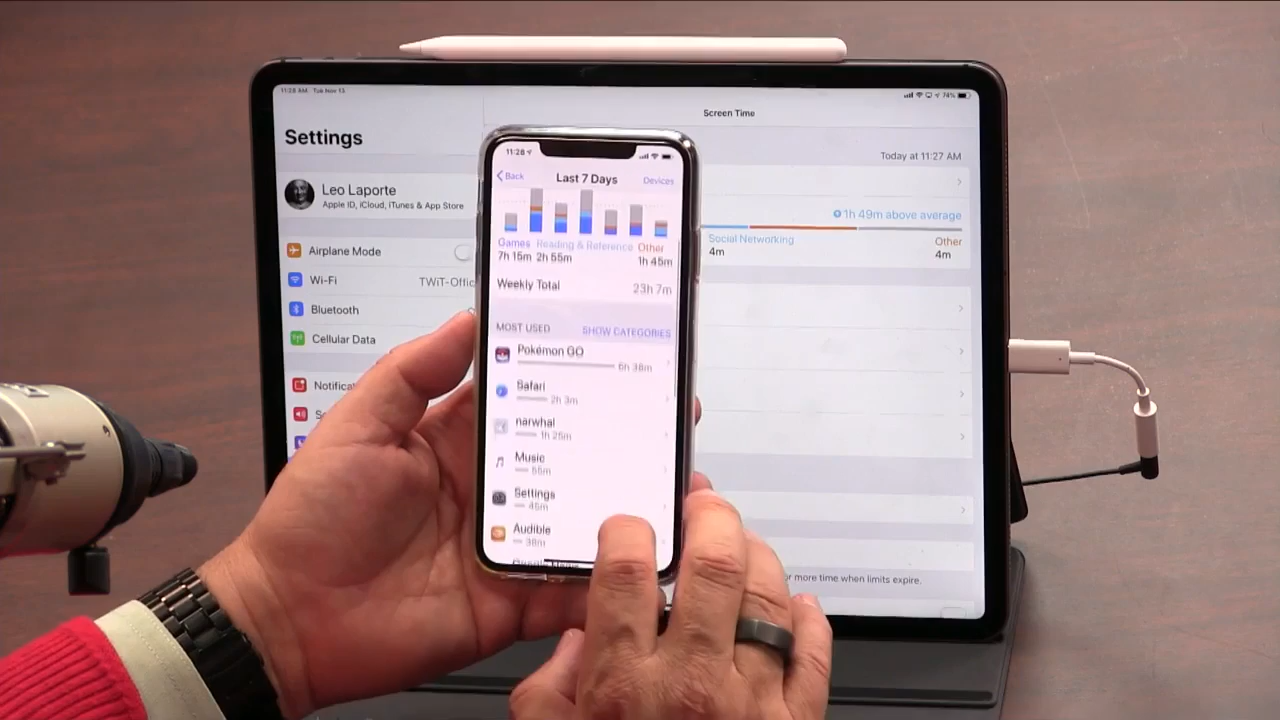 11:28 AM Tue Nov 13
74%
Settings
Screen Time
Today at 11:27 AM
Leo Laporte
Apple ID, iCloud, iTunes & App Store
1h 49m above average
Social Networking
4m
Other
4m
Airplane Mode
Wi-Fi
TWiT-Offic
Bluetooth
Cellular Data
Notifica
or more time when limits expire.
11:28
Back
Last 7 Days
Devices
Games
7h 15m
Reading & Reference
2h 55m
Other
1h 45m
Weekly Total
23h 7m
MOST USED
SHOW CATEGORIES
Pokémon GO
6h 38m
Safari
2h 3m
narwhal
1h 25m
Music
55m
Settings
45m
Audible
38m